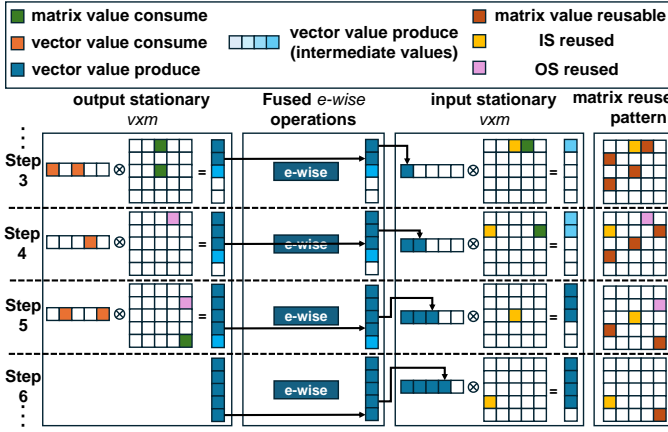 matrix value consume
vector value consume
vector value produce
vector value produce
(intermediate values)
matrix value reusable
IS reused
OS reused
output stationary
vxm
Fused e-wise
operations
input stationary
vxm
matrix reuse
pattern
Step
3
⊗
=
e-wise
⊗
=
Step
4
⊗
=
e-wise
⊗
=
Step
5
⊗
=
e-wise
⊗
=
Step
6
e-wise
⊗
=